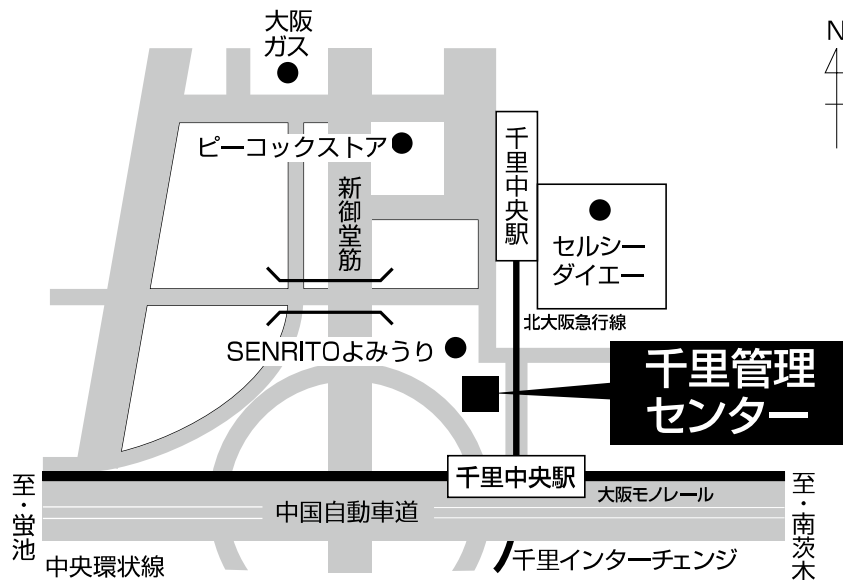 大阪
ガス
N
ピーコックストア
新御堂筋
千里中央駅
セルシー
ダイエー
北大阪急行線
SENRITOよみうり
千里管理
センター
千里中央駅
大阪モノレール
至・蛍池
中国自動車道
至・南茨木
中央環状線
千里インターチェンジ